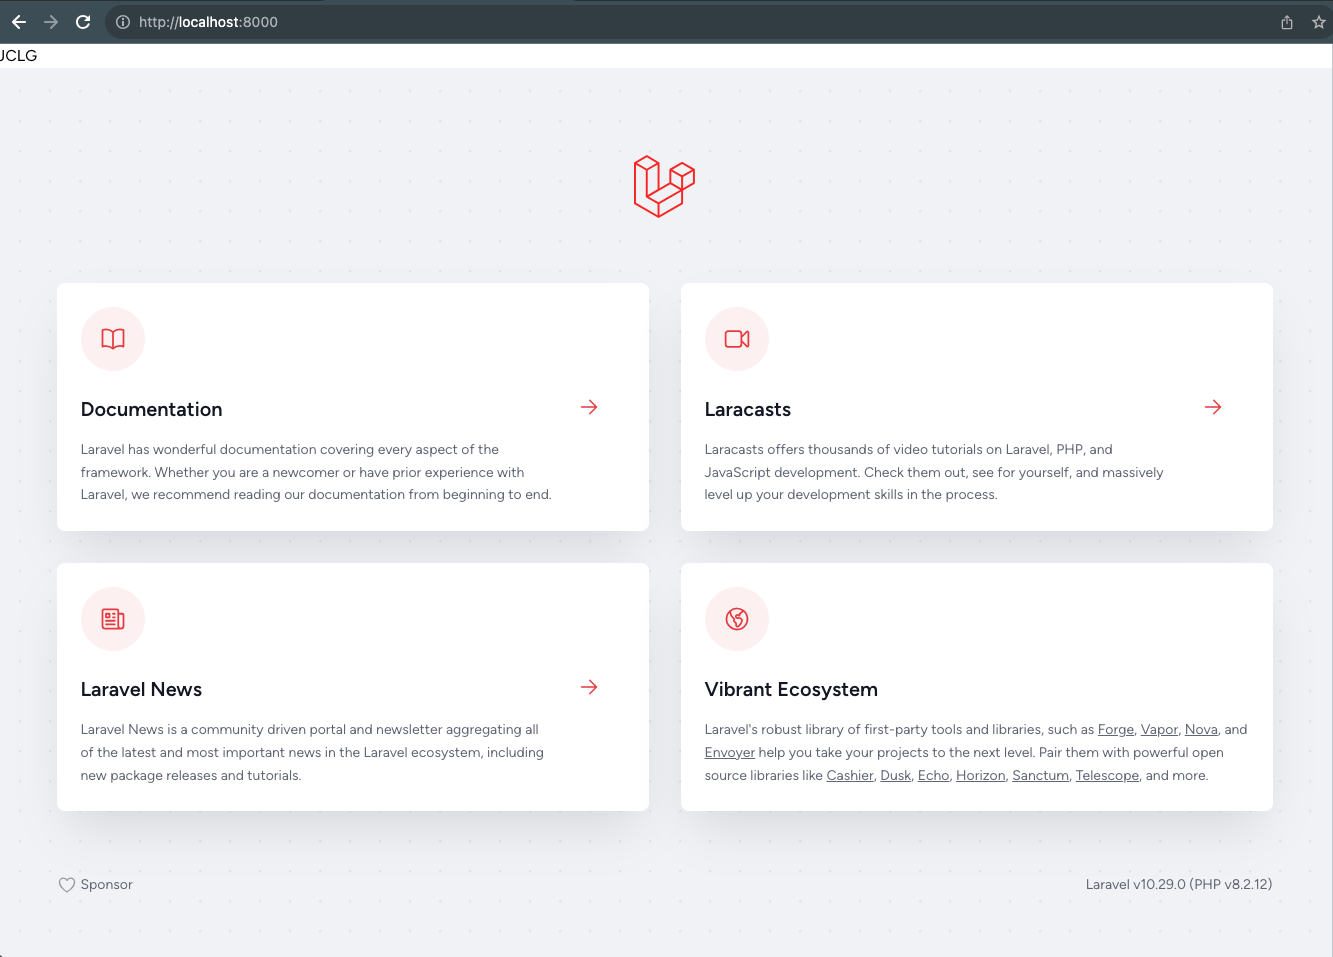 http://localhost:8000
JCLG
Documentation
Laravel has wonderful documentation covering every aspect of the
framework. Whether you are a newcomer or have prior experience with
Laravel, we recommend reading our documentation from beginning to end.
Laracasts
Laracasts offers thousands of video tutorials on Laravel, PHP, and
JavaScript development. Check them out, see for yourself, and massively
level up your development skills in the process.
Laravel News
Laravel News is a community driven portal and newsletter aggregating all
of the latest and most important news in the Laravel ecosystem, including
new package releases and tutorials.
Vibrant Ecosystem
Laravel's robust library of first-party tools and libraries, such as Forge, Vapor, Nova, and
Envoyer help you take your projects to the next level. Pair them with powerful open
source libraries like Cashier, Dusk, Echo, Horizon, Sanctum, Telescope, and more.
Sponsor
Laravel v10.29.0 (PHP v8.2.12)